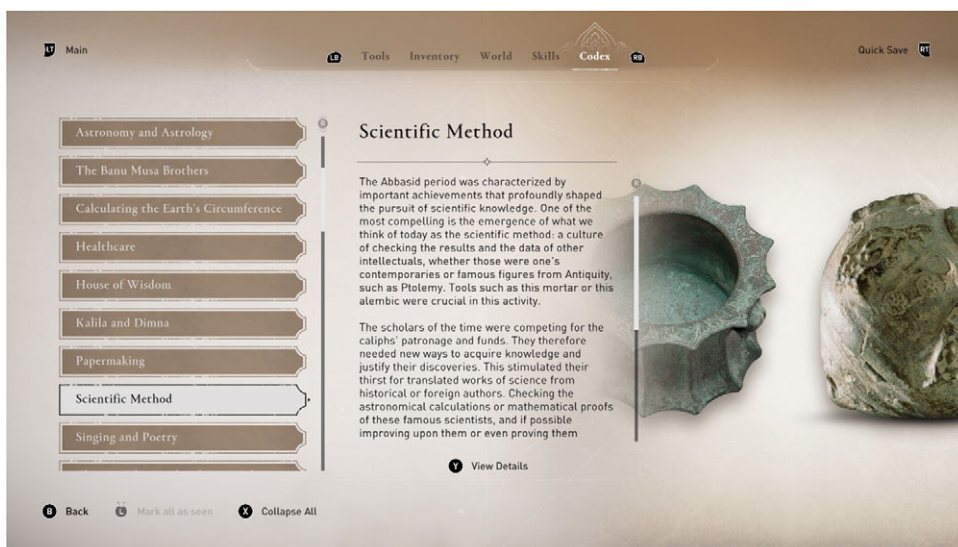 LT Main
LB Tools Inventory World Skills Codex RB
Quick Save RT
Astronomy and Astrology
The Banu Musa Brothers
Calculating the Earth's Circumference
Healthcare
House of Wisdom
Kalila and Dimna
Papermaking
Scientific Method
Singing and Poetry
Scientific Method
The Abbasid period was characterized by
important achievements that profoundly shaped
the pursuit of scientific knowledge. One of the
most compelling is the emergence of what we
think of today as the scientific method: a culture
of checking the results and the data of other
intellectuals, whether those were one's
contemporaries or famous figures from Antiquity,
such as Ptolemy. Tools such as this mortar or this
alembic were crucial in this activity.
The scholars of the time were competing for the
caliphs' patronage and funds. They therefore
needed new ways to acquire knowledge and
justify their discoveries. This stimulated their
thirst for translated works of science from
historical or foreign authors. Checking the
astronomical calculations or mathematical proofs
of these famous scientists, and if possible
improving upon them or even proving them
Y View Details
B Back
L Mark all as seen
X Collapse All